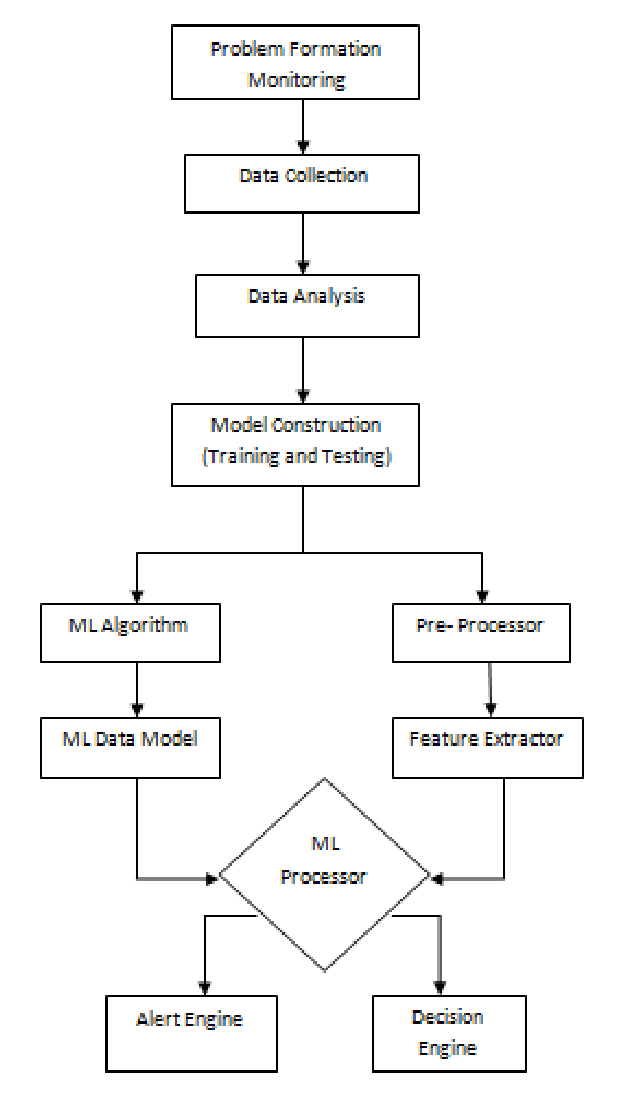 Problem Formation
Monitoring
Data Collection
Data Analysis
Model Construction
(Training and Testing)
ML Algorithm
Pre- Processor
ML Data Model
Feature Extractor
ML
Processor
Alert Engine
Decision
Engine